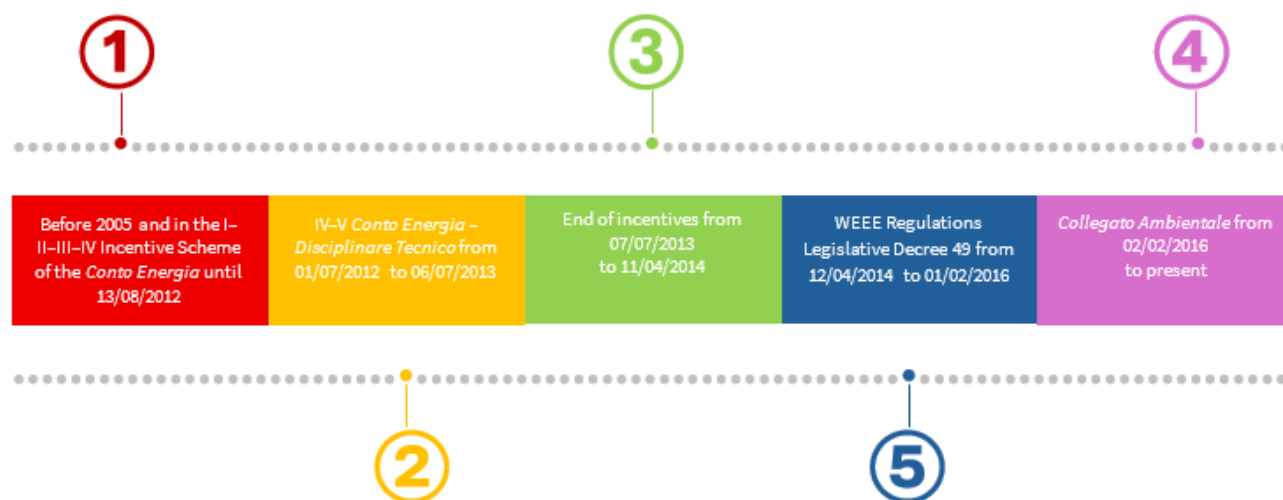 1
3
4
Before 2005 and in the I–
II–III–IV Incentive Scheme
of the Conto Energia until
13/08/2012
IV–V Conto Energia –
Disciplinare Tecnico from
01/07/2012 to 06/07/2013
End of incentives from
07/07/2013
to 11/04/2014
WEEE Regulations
Legislative Decree 49 from
12/04/2014 to 01/02/2016
Collegato Ambientale from
02/02/2016
to present
2
5